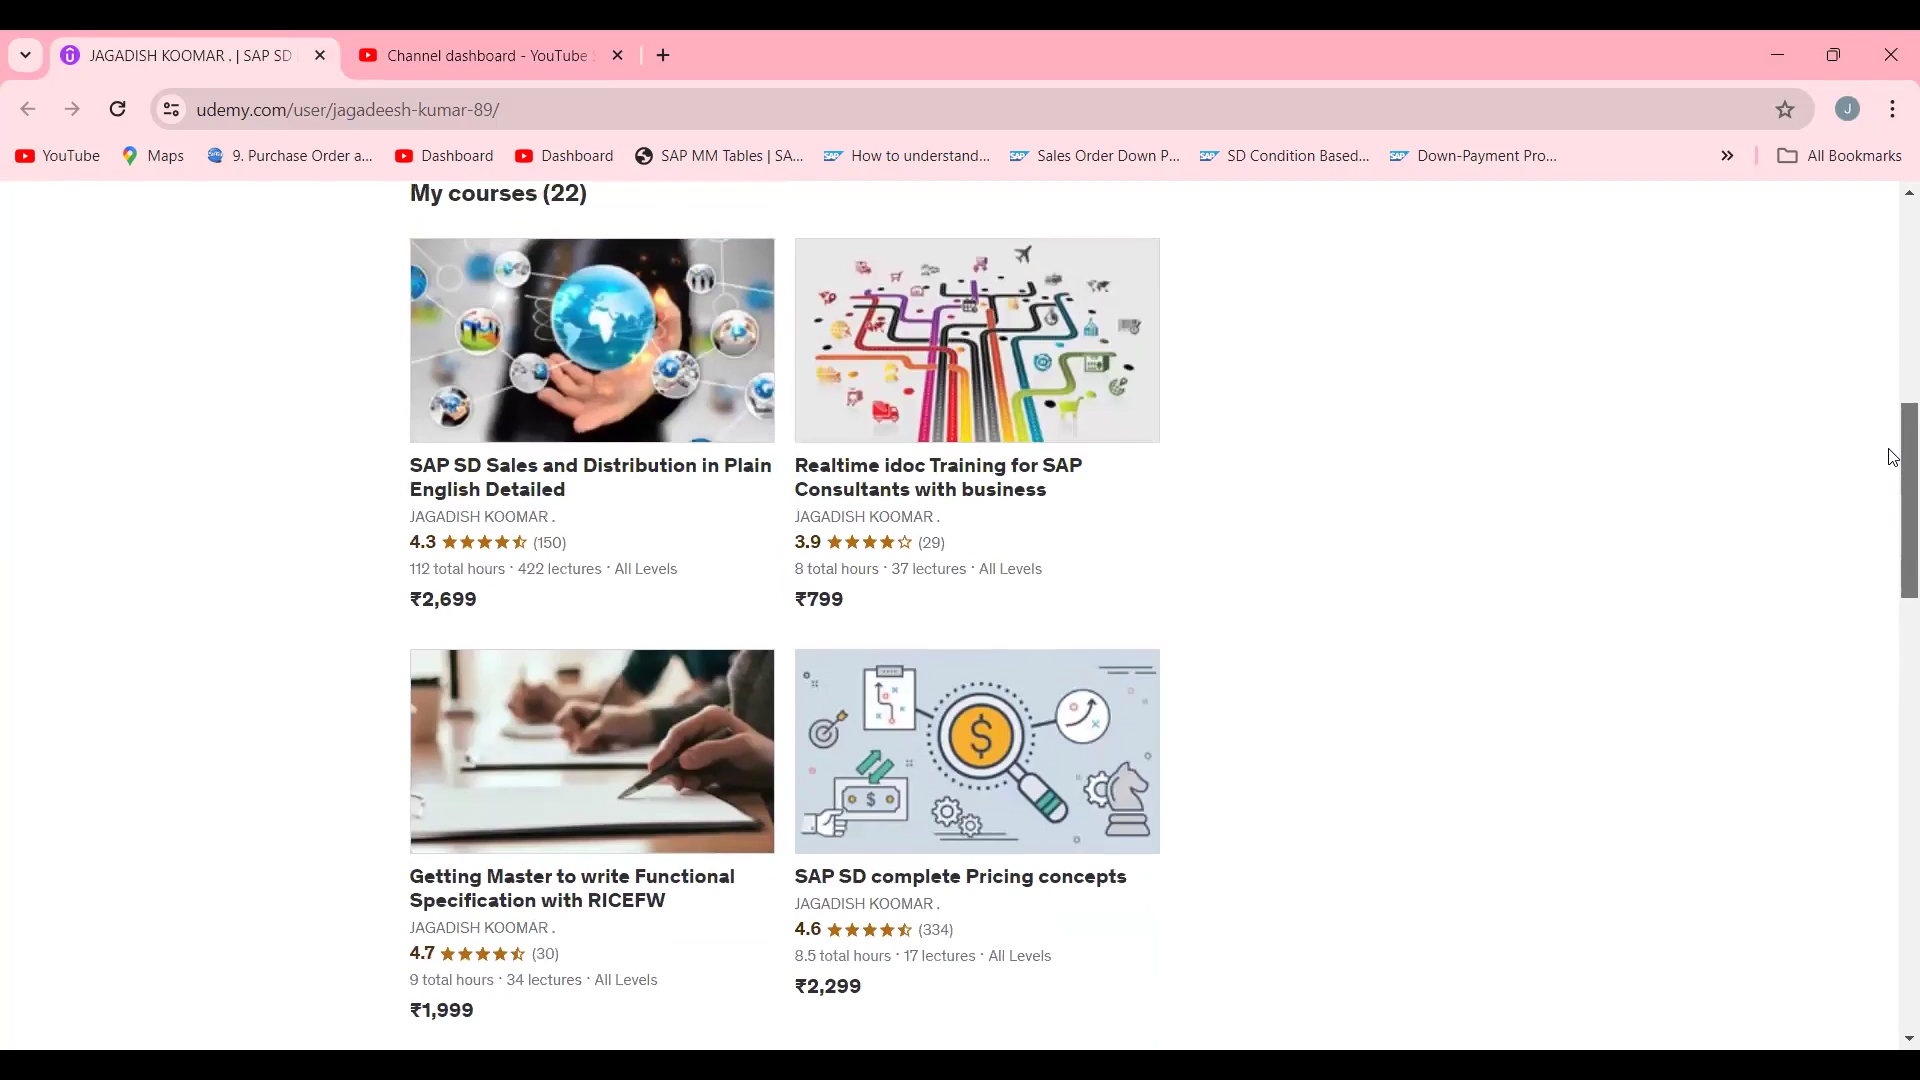 JAGADISH KOOMAR . | SAP SD
Channel dashboard - YouTube S
udemy.com/user/jagadeesh-kumar-89/
J
YouTube
Maps
9. Purchase Order a...
Dashboard
Dashboard
SAP MM Tables | SA...
How to understand...
Sales Order Down P...
SD Condition Based...
Down-Payment Pro...
All Bookmarks
My courses (22)
SAP SD Sales and Distribution in Plain
English Detailed
JAGADISH KOOMAR .
4.3 (150)
112 total hours · 422 lectures · All Levels
₹2,699
Realtime idoc Training for SAP
Consultants with business
JAGADISH KOOMAR .
3.9 (29)
8 total hours · 37 lectures · All Levels
₹799
Getting Master to write Functional
Specification with RICEFW
JAGADISH KOOMAR .
4.7 (30)
9 total hours · 34 lectures · All Levels
₹1,999
SAP SD complete Pricing concepts
JAGADISH KOOMAR .
4.6 (334)
8.5 total hours · 17 lectures · All Levels
₹2,299